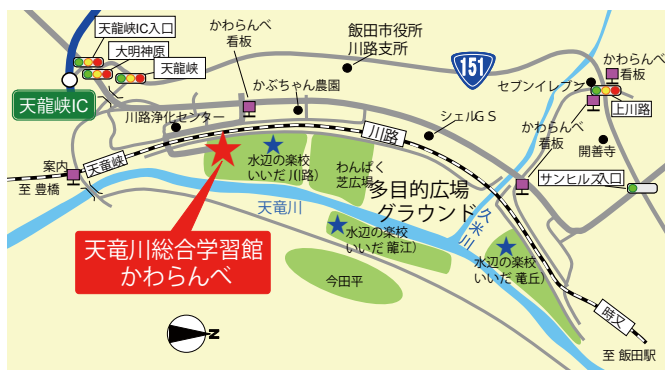 天龍峡IC入口
大明神原
天龍峡
天龍峡IC
かわらんべ
看板
飯田市役所
川路支所
151
かわらんべ
看板
セブンイレブン
上川路
川路浄化センター
かぶちゃん農園
シェルGS
かわらんべ
看板
開善寺
サンヒルズ入口
案内
至 豊橋
天竜峡
川路
水辺の楽校
いいだ 川路)
わんぱく
芝広場
多目的広場
グラウンド
天竜川
久米川
水辺の楽校
いいだ 龍江)
水辺の楽校
いいだ 竜丘)
天竜川総合学習館
かわらんべ
今田平
N
時又
至 飯田駅